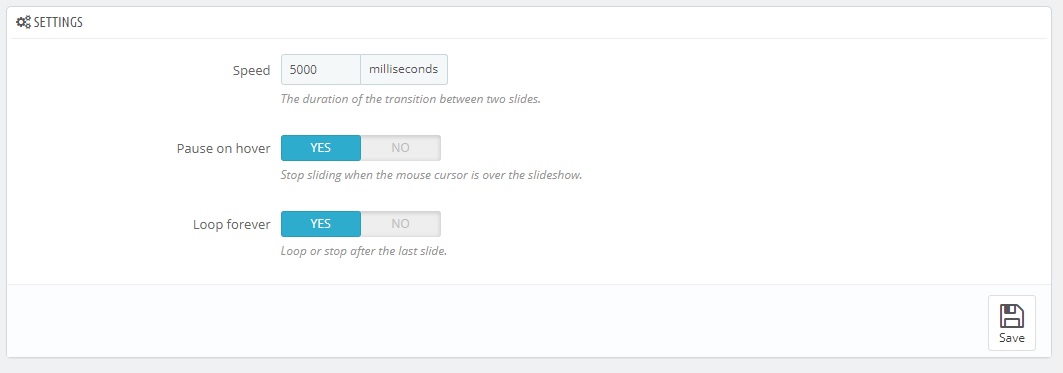 SETTINGS
Speed 5000 milliseconds
The duration of the transition between two slides.
Pause on hover YES NO
Stop sliding when the mouse cursor is over the slideshow.
Loop forever YES NO
Loop or stop after the last slide.
Save